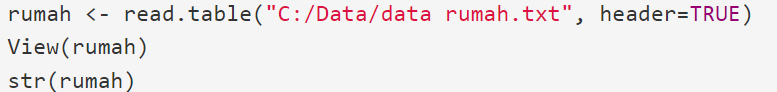 rumah <- read.table("C:/Data/data rumah.txt", header=TRUE)
View(rumah)
str(rumah)